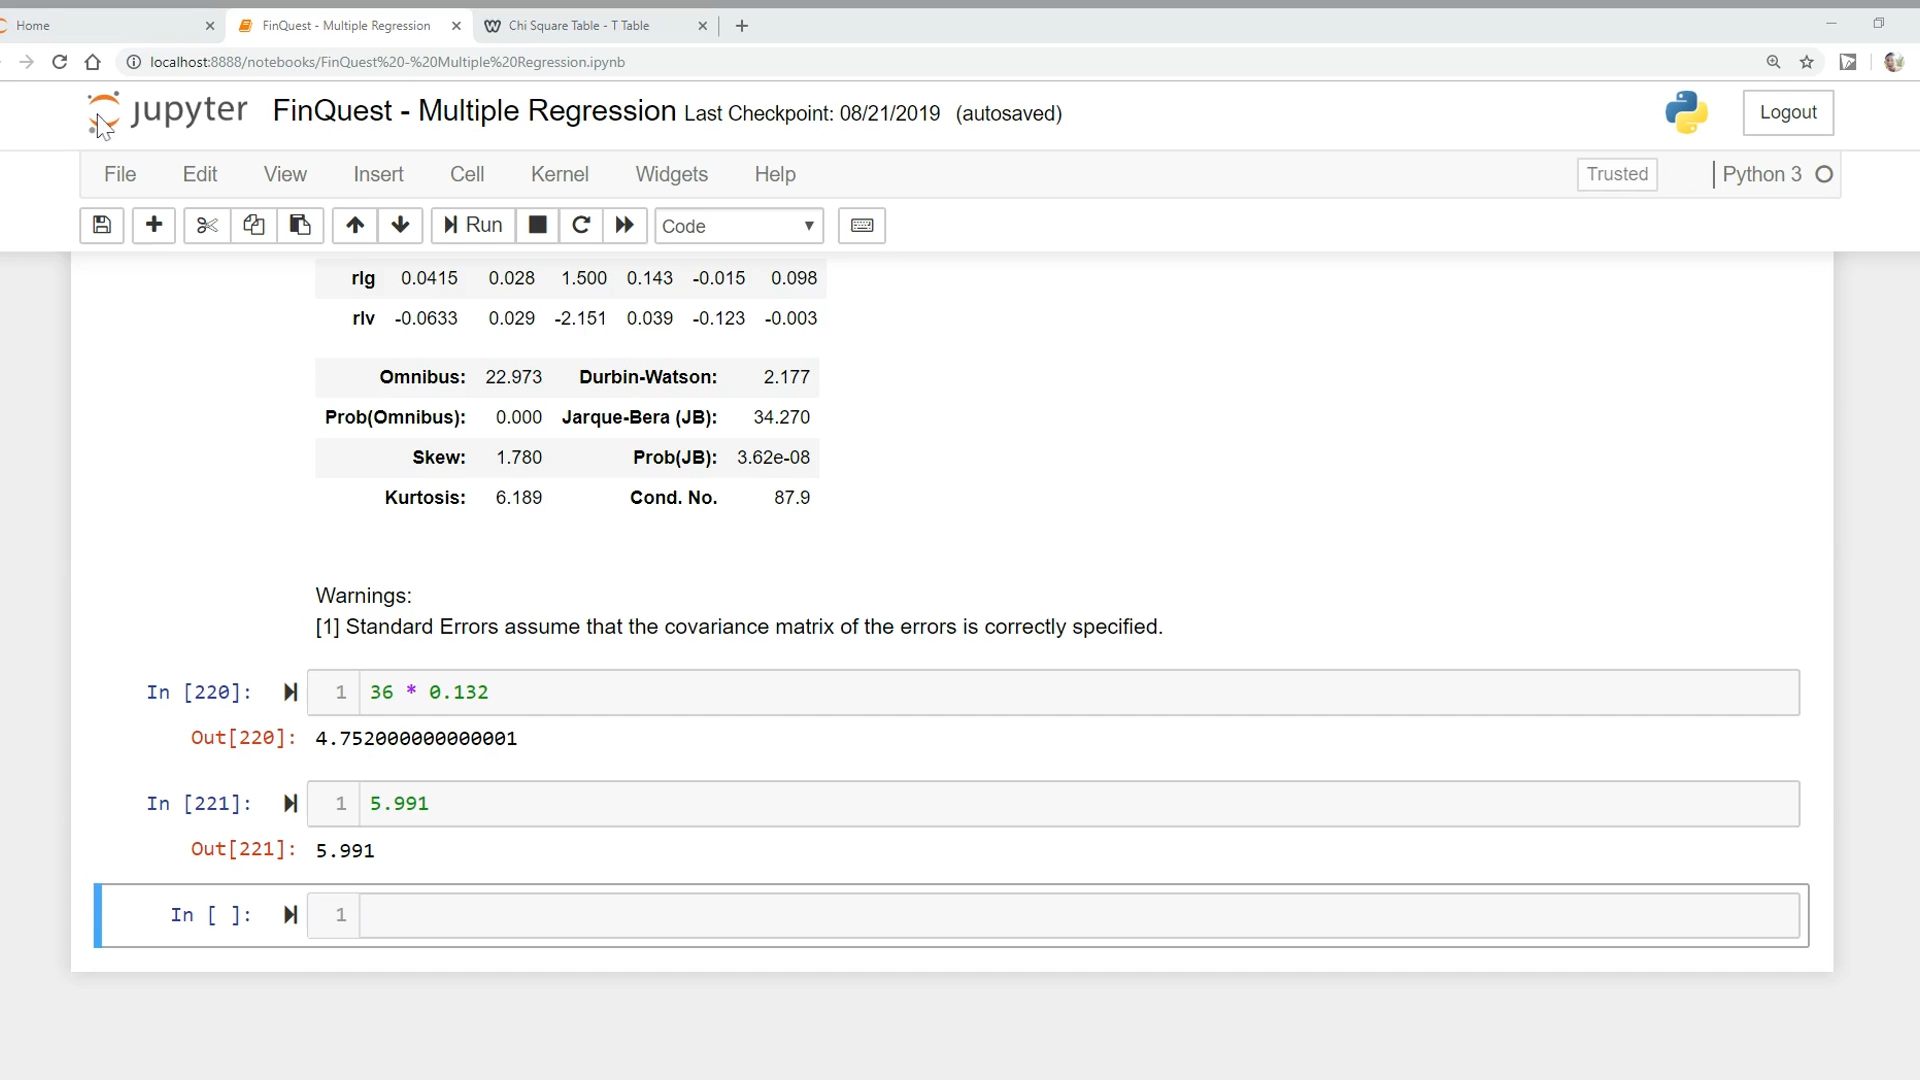 Home
FinQuest - Multiple Regression
Chi Square Table - T Table
localhost:8888/notebooks/FinQuest%20-%20Multiple%20Regression.ipynb
jupyter FinQuest - Multiple Regression Last Checkpoint: 08/21/2019 (autosaved)
Logout
File Edit View Insert Cell Kernel Widgets Help
Trusted
Python 3
Run
Code
rlg 0.0415 0.028 1.500 0.143 -0.015 0.098
rlv -0.0633 0.029 -2.151 0.039 -0.123 -0.003
Omnibus: 22.973 Durbin-Watson: 2.177
Prob(Omnibus): 0.000 Jarque-Bera (JB): 34.270
Skew: 1.780 Prob(JB): 3.62e-08
Kurtosis: 6.189 Cond. No. 87.9
Warnings:
[1] Standard Errors assume that the covariance matrix of the errors is correctly specified.
In [220]: 1 36 * 0.132
Out[220]: 4.752000000000001
In [221]: 1 5.991
Out[221]: 5.991
In [ ]: 1